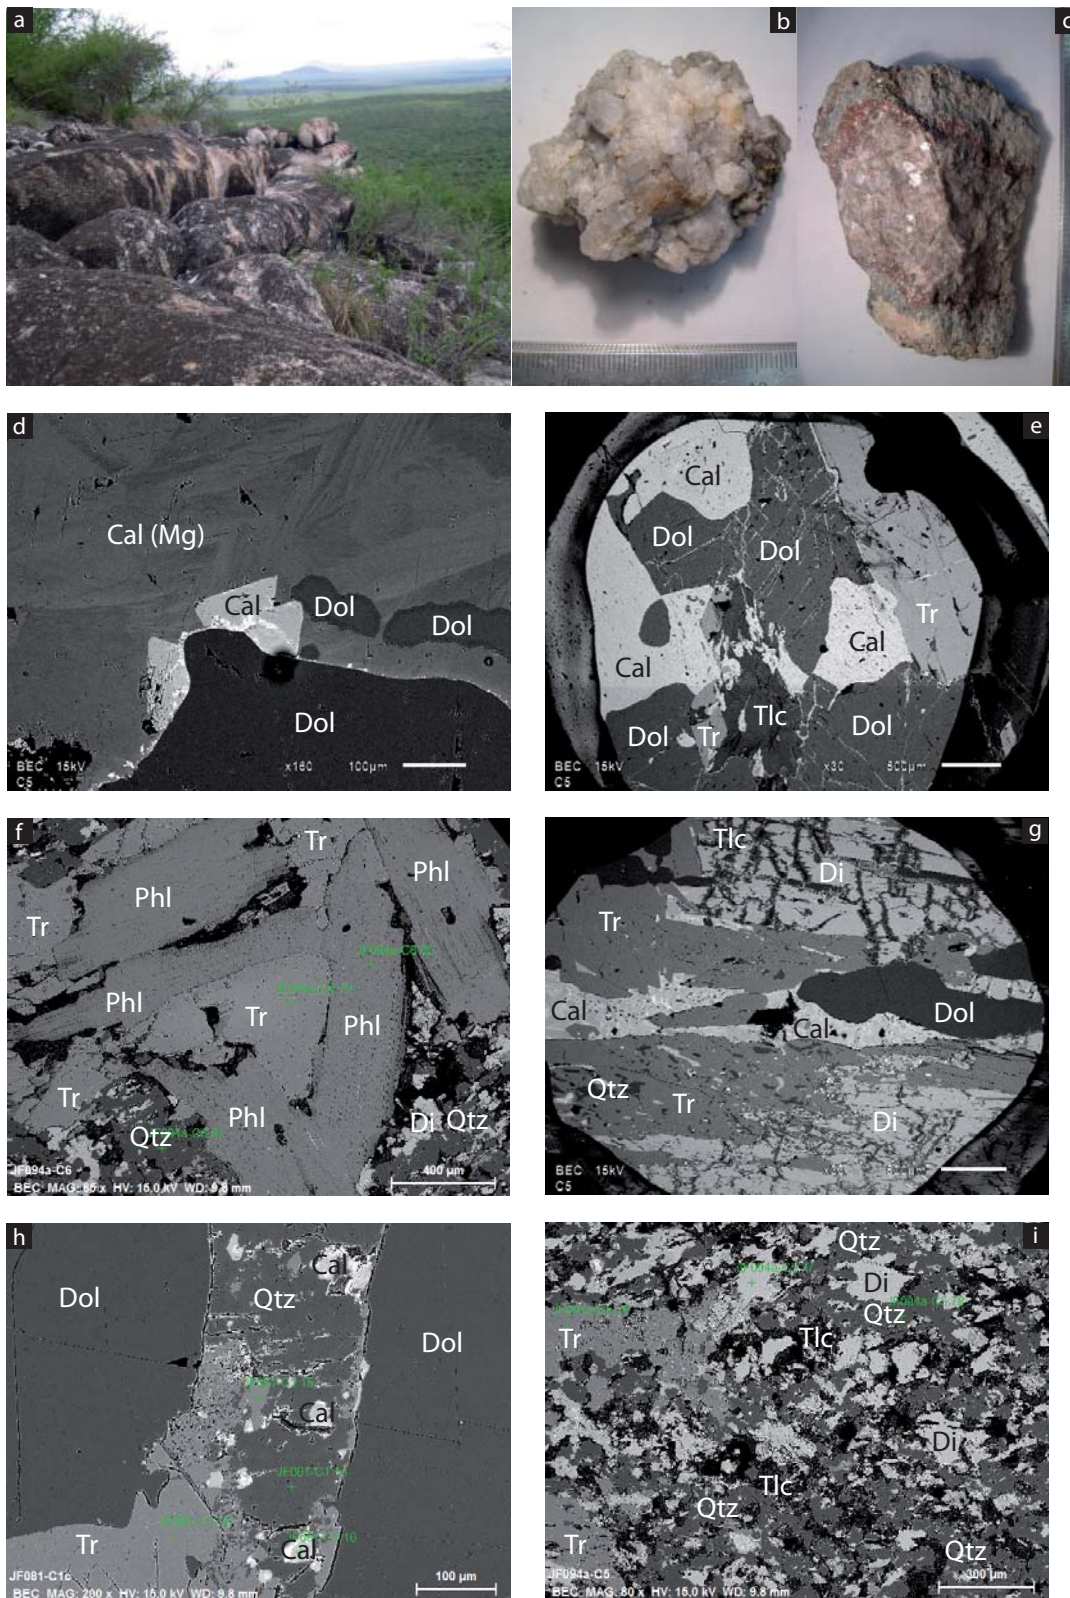 a
b
c
d
Cal (Mg)
Cal
Dol
Dol
Dol
BEC 15kV
x160
100µm
C5
e
Cal
Dol
Dol
Tr
Cal
Cal
Dol
Tr
Tlc
Dol
BEC 15kV
x30
500µm
C5
f
Tr
Phl
Phl
Tr
Phl
Tr
Phl
Tr
Phl
Di
Qtz
Qtz
JF094a-C6
400 µm
BEC MAG: 65 x HV: 15.0 kV WD: 9.8 mm
g
Tlc
Di
Tr
Cal
Cal
Dol
Qtz
Tr
Di
BEC 15kV
C5
h
Cal
Dol
Qtz
Dol
Cal
Tr
Cal
JF081-C1c
100 µm
BEC MAG: 200 x HV: 15.0 kV WD: 9.8 mm
i
Qtz
Di
Qtz
Tr
Tlc
Di
Tlc
Qtz
Qtz
Tr
JF094a-C5
300 µm
BEC MAG: 80 x HV: 15.0 kV WD: 9.8 mm